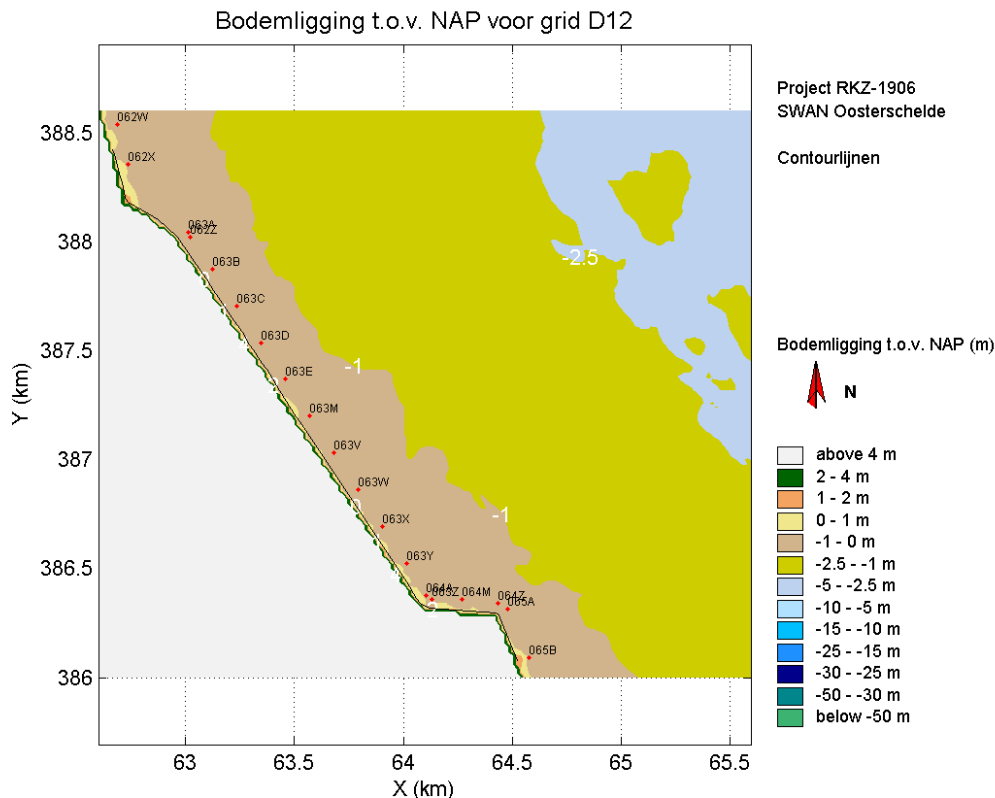 Bodemligging t.o.v. NAP voor grid D12
Project RKZ-1906
SWAN Oosterschelde
Contourlijnen
Bodemligging t.o.v. NAP (m)
N
above 4 m
2 - 4 m
1 - 2 m
0 - 1 m
-1 - 0 m
-2.5 - -1 m
-5 - -2.5 m
-10 - -5 m
-15 - -10 m
-25 - -15 m
-30 - -25 m
-50 - -30 m
below -50 m
Y (km)
388.5
388
387.5
387
386.5
386
63
63.5
64
64.5
65
65.5
X (km)
062W
062X
063A
062Z
063B
063C
063D
063E
063M
063V
063W
063X
063Y
064A
063Z
064M
064Z
065A
065B
-2.5
-1
-1